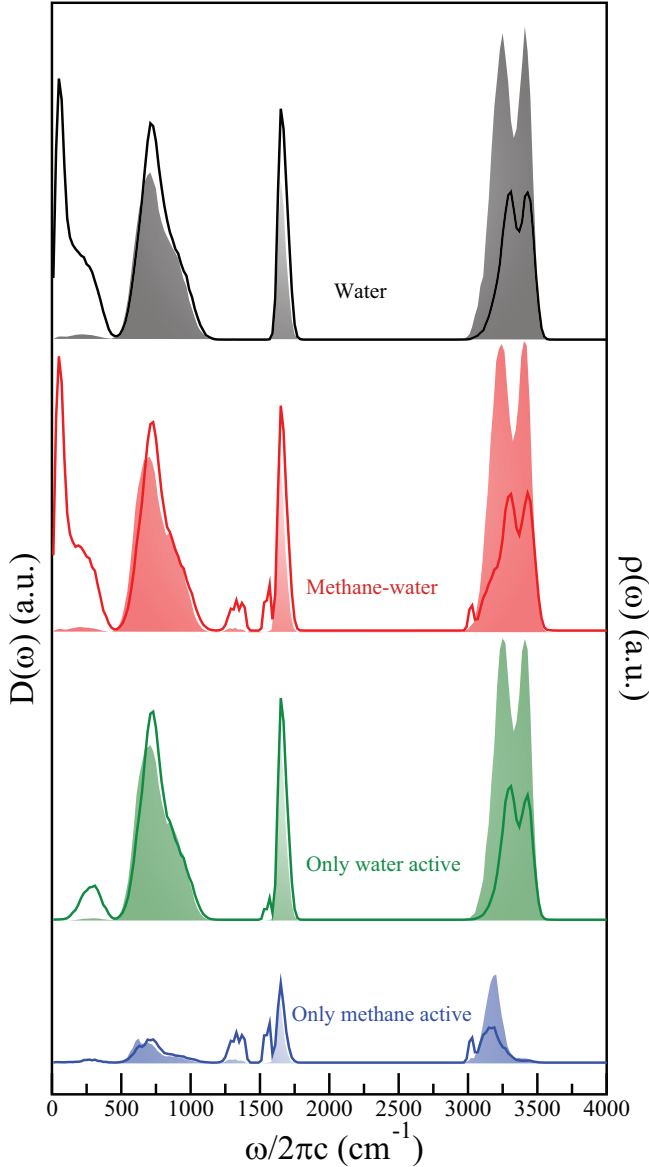 Water
Methane-water
Only water active
Only methane active
D(ω) (a.u.)
ρ(ω) (a.u.)
0 500 1000 1500 2000 2500 3000 3500 4000
ω/2πc (cm⁻¹)